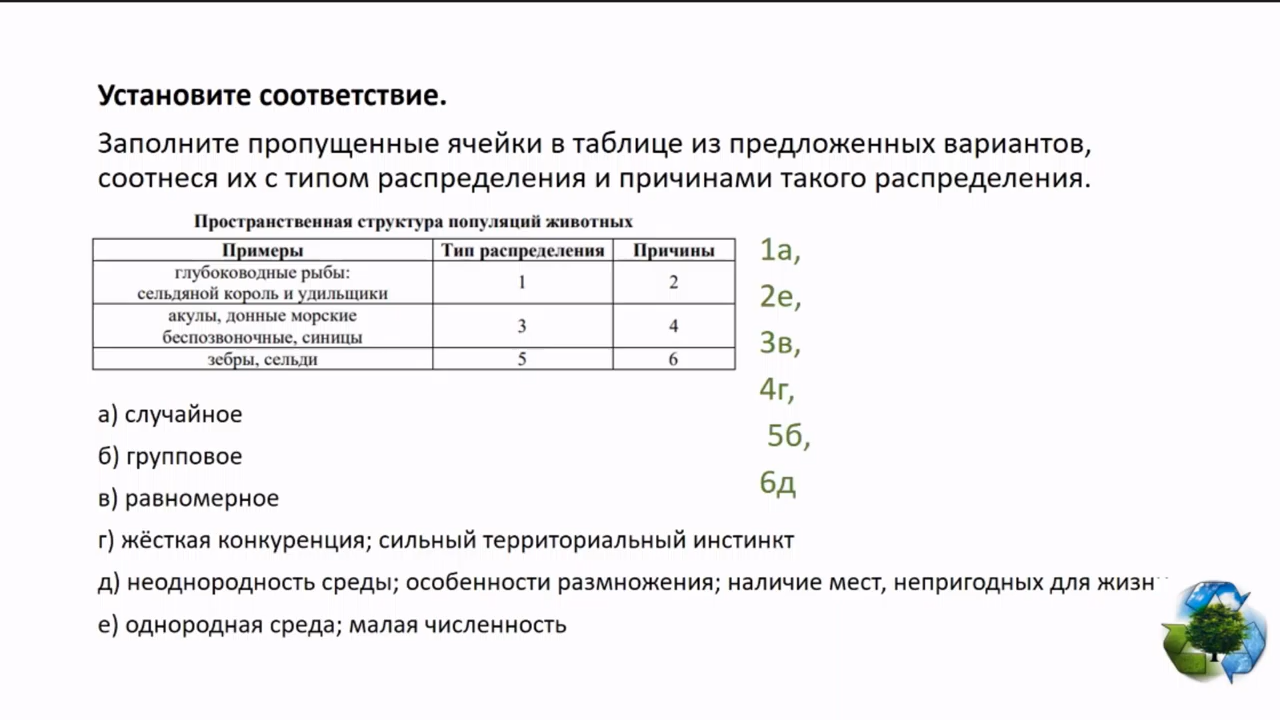 Установите соответствие.
Заполните пропущенные ячейки в таблице из предложенных вариантов,
соотнеся их с типом распределения и причинами такого распределения.
Пространственная структура популяций животных
Примеры Тип распределения Причины
глубоководные рыбы:
сельдяной король и удильщики 1 2
акулы, донные морские
беспозвоночные, синицы 3 4
зебры, сельди 5 6
1а,
2е,
3в,
4г,
5б,
6д
а) случайное
б) групповое
в) равномерное
г) жёсткая конкуренция; сильный территориальный инстинкт
д) неоднородность среды; особенности размножения; наличие мест, непригодных для
е) однородная среда; малая численность